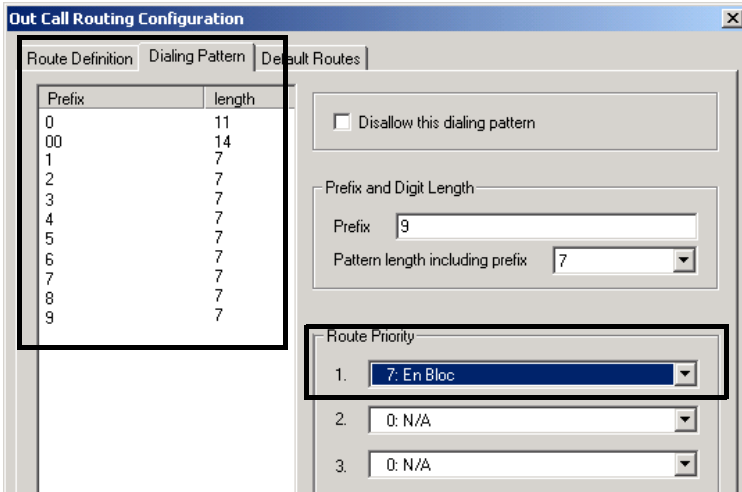 Out Call Routing Configuration
Route Definition Dialing Pattern Default Routes
Prefix length
0 11
00 14
1 7
2 7
3 7
4 7
5 7
6 7
7 7
8 7
9 7
Disallow this dialing pattern
Prefix and Digit Length
Prefix 9
Pattern length including prefix 7
Route Priority
1. 7: En Bloc
2. 0: N/A
3. 0: N/A